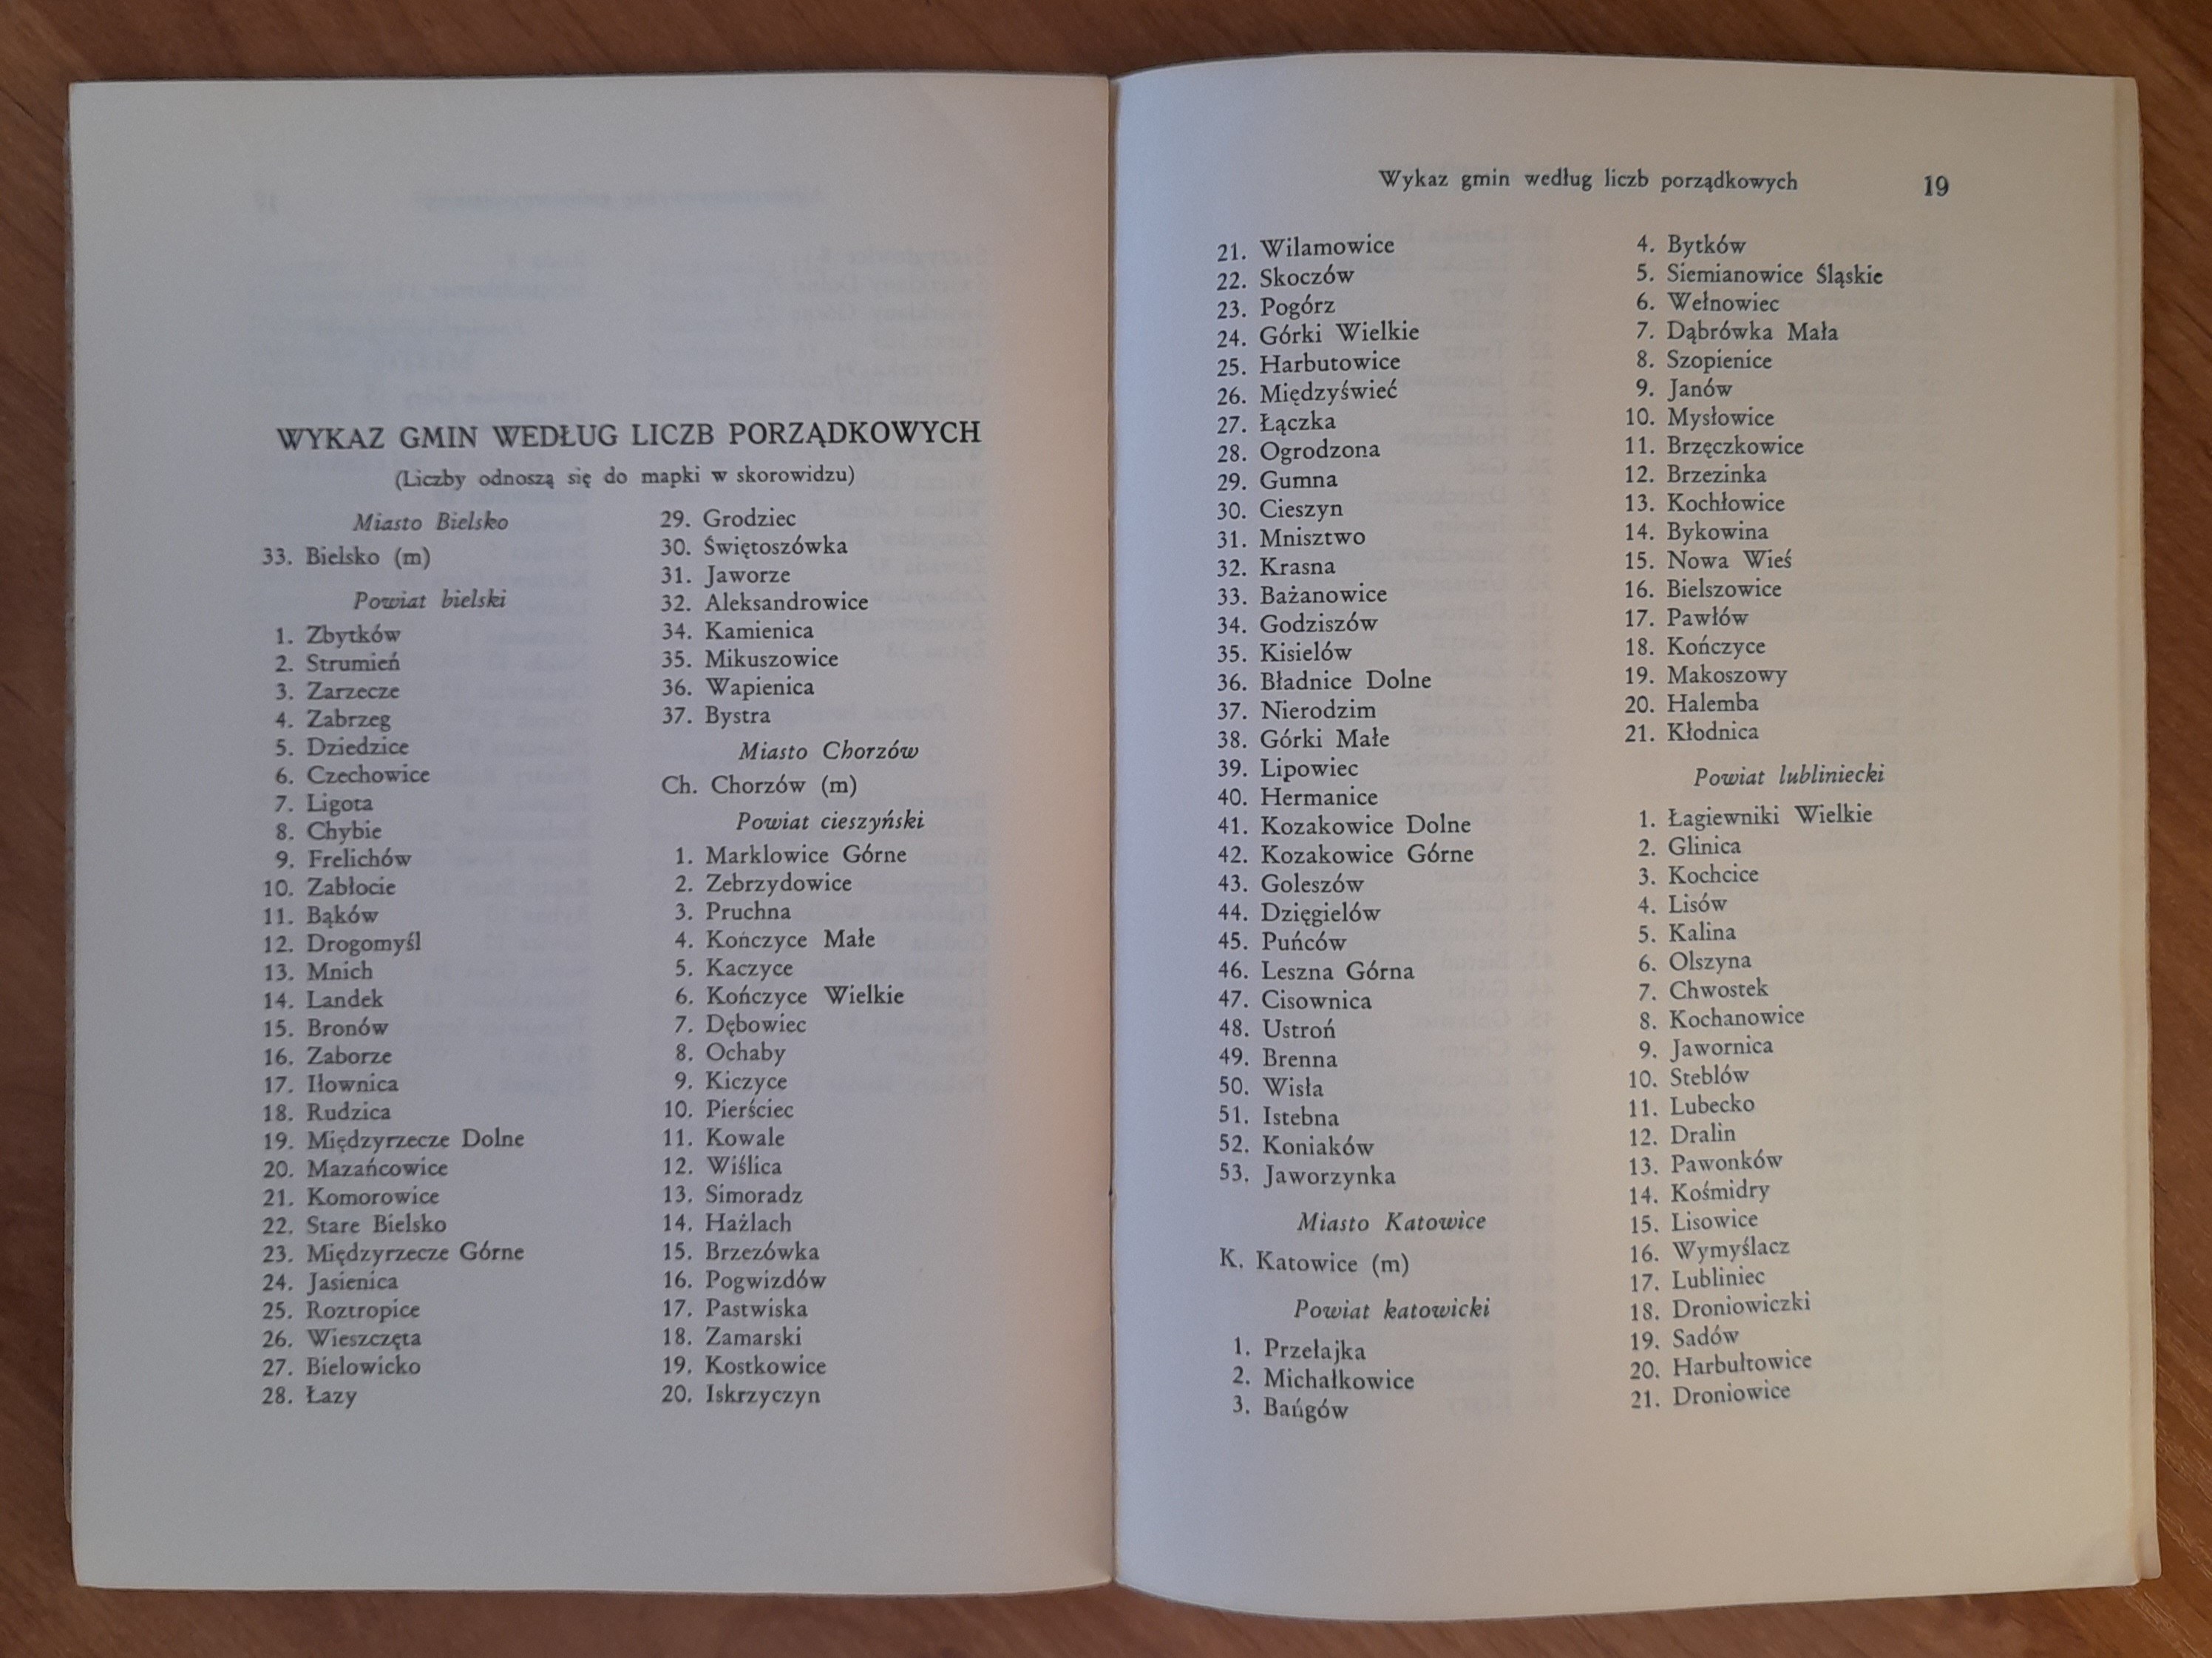 WYKAZ GMIN WEDŁUG LICZB PORZĄDKOWYCH
(Liczby odnoszą się do mapki w skorowidzu)
Miasto Bielsko
33. Bielsko (m)
Powiat bielski
1. Zbytków
2. Strumień
3. Zarzecze
4. Zabrzeg
5. Dziedzice
6. Czechowice
7. Ligota
8. Chybie
9. Frelichów
10. Zabłocie
11. Bąków
12. Drogomyśl
13. Mnich
14. Landek
15. Bronów
16. Zaborze
17. Iłownica
18. Rudzica
19. Międzyrzecze Dolne
20. Mazańcowice
21. Komorowice
22. Stare Bielsko
23. Międzyrzecze Górne
24. Jasienica
25. Roztropice
26. Wieszczęta
27. Bielowicko
28. Łazy
29. Grodziec
30. Świętoszówka
31. Jaworze
32. Aleksandrowice
34. Kamienica
35. Mikuszowice
36. Wapienica
37. Bystra
Miasto Chorzów
Ch. Chorzów (m)
Powiat cieszyński
1. Marklowice Górne
2. Zebrzydowice
3. Pruchna
4. Kończyce Małe
5. Kaczyce
6. Kończyce Wielkie
7. Dębowiec
8. Ochaby
9. Kiczyce
10. Pierściec
11. Kowale
12. Wiślica
13. Simoradz
14. Hażlach
15. Brzezówka
16. Pogwizdów
17. Pastwiska
18. Zamarski
19. Kostkowice
20. Iskrzyczyn
Wykaz gmin według liczb porządkowych 19
21. Wilamowice
22. Skoczów
23. Pogórz
24. Górki Wielkie
25. Harbutowice
26. Międzyświeć
27. Łączka
28. Ogrodzona
29. Gumna
30. Cieszyn
31. Mnisztwo
32. Krasna
33. Bażanowice
34. Godziszów
35. Kisielów
36. Bładnice Dolne
37. Nierodzim
38. Górki Małe
39. Lipowiec
40. Hermanice
41. Kozakowice Dolne
42. Kozakowice Górne
43. Goleszów
44. Dzięgielów
45. Puńców
46. Leszna Górna
47. Cisownica
48. Ustroń
49. Brenna
50. Wisła
51. Istebna
52. Koniaków
53. Jaworzynka
Miasto Katowice
K. Katowice (m)
Powiat katowicki
1. Przełajka
2. Michałkowice
3. Bańgów
4. Bytków
5. Siemianowice Śląskie
6. Wełnowiec
7. Dąbrówka Mała
8. Szopienice
9. Janów
10. Mysłowice
11. Brzęczkowice
12. Brzezinka
13. Kochłowice
14. Bykowina
15. Nowa Wieś
16. Bielszowice
17. Pawłów
18. Kończyce
19. Makoszowy
20. Halemba
21. Kłodnica
Powiat lubliniecki
1. Łagiewniki Wielkie
2. Glinica
3. Kochcice
4. Lisów
5. Kalina
6. Olszyna
7. Chwostek
8. Kochanowice
9. Jawornica
10. Steblów
11. Lubecko
12. Dralin
13. Pawonków
14. Kośmidry
15. Lisowice
16. Wymyślacz
17. Lubliniec
18. Droniowiczki
19. Sadów
20. Harbułtowice
21. Droniowice